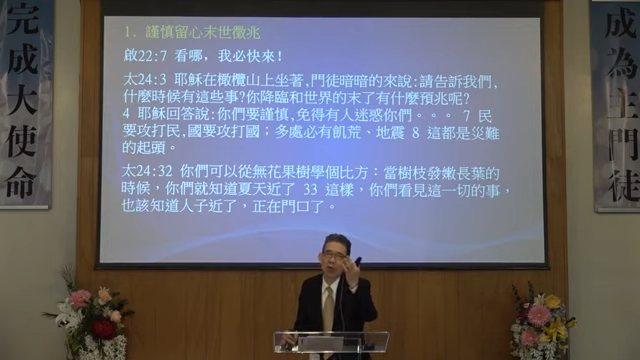 完成大使命
1. 謹慎留心末世徵兆
啟22:7 看哪，我必快來！
太24:3 耶穌在橄欖山上坐著,門徒暗暗的來說:請告訴我們,
什麼時候有這些事?你降臨和世界的末了有什麼預兆呢?
4 耶穌回答說:你們要謹慎,免得有人迷惑你們。。。 7 民
要攻打民,國要攻打國；多處必有飢荒、地震 8 這都是災難
的起頭。
太24:32 你們可以從無花果樹學個比方：當樹枝發嫩長葉的
時候，你們就知道夏天近了 33 這樣，你們看見這一切的事，
也該知道人子近了，正在門口了。
成為主門徒